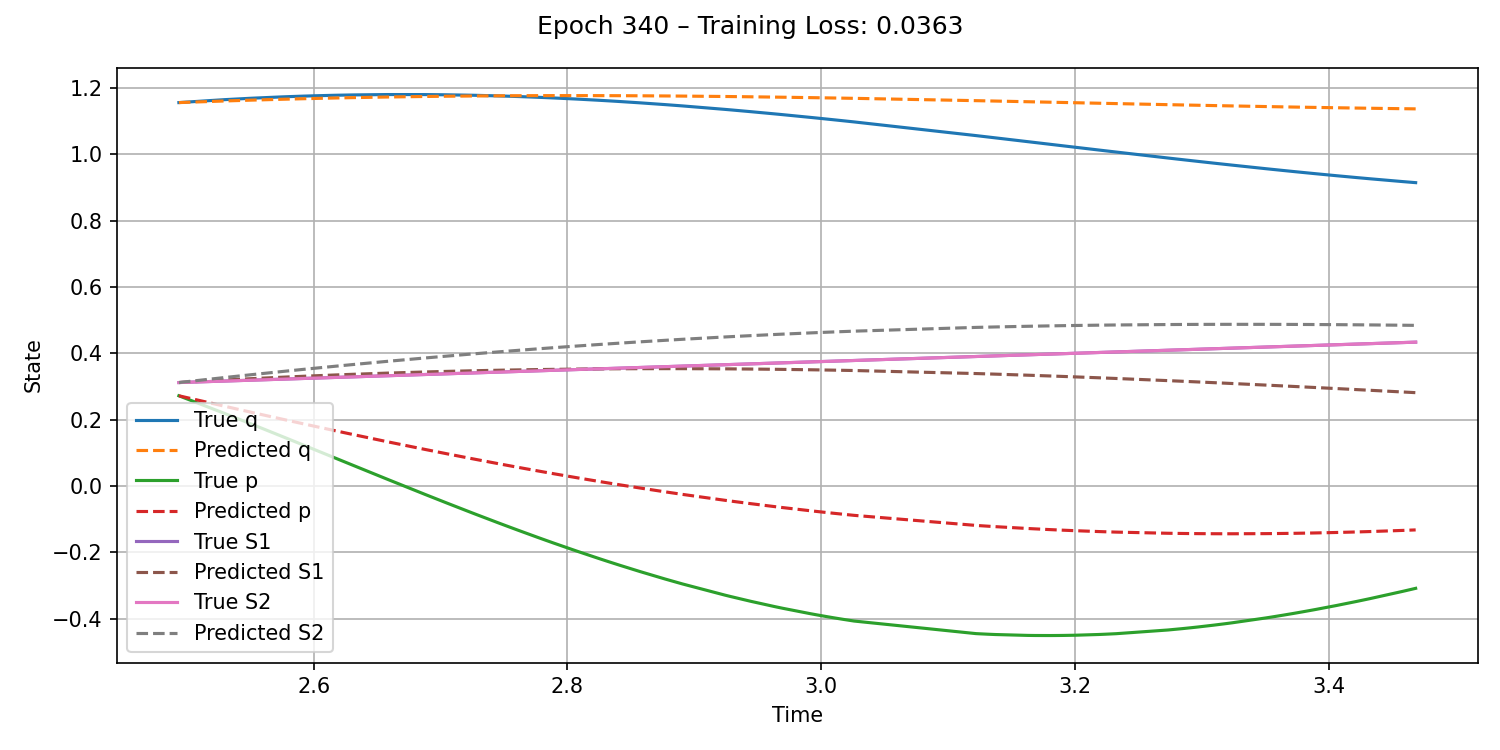 Epoch 340 – Training Loss: 0.0363
1.2
1.0
0.8
0.6
0.4
0.2
0.0
−0.2
−0.4
State
True q
Predicted q
True p
Predicted p
True S1
Predicted S1
True S2
Predicted S2
2.6
2.8
3.0
3.2
3.4
Time